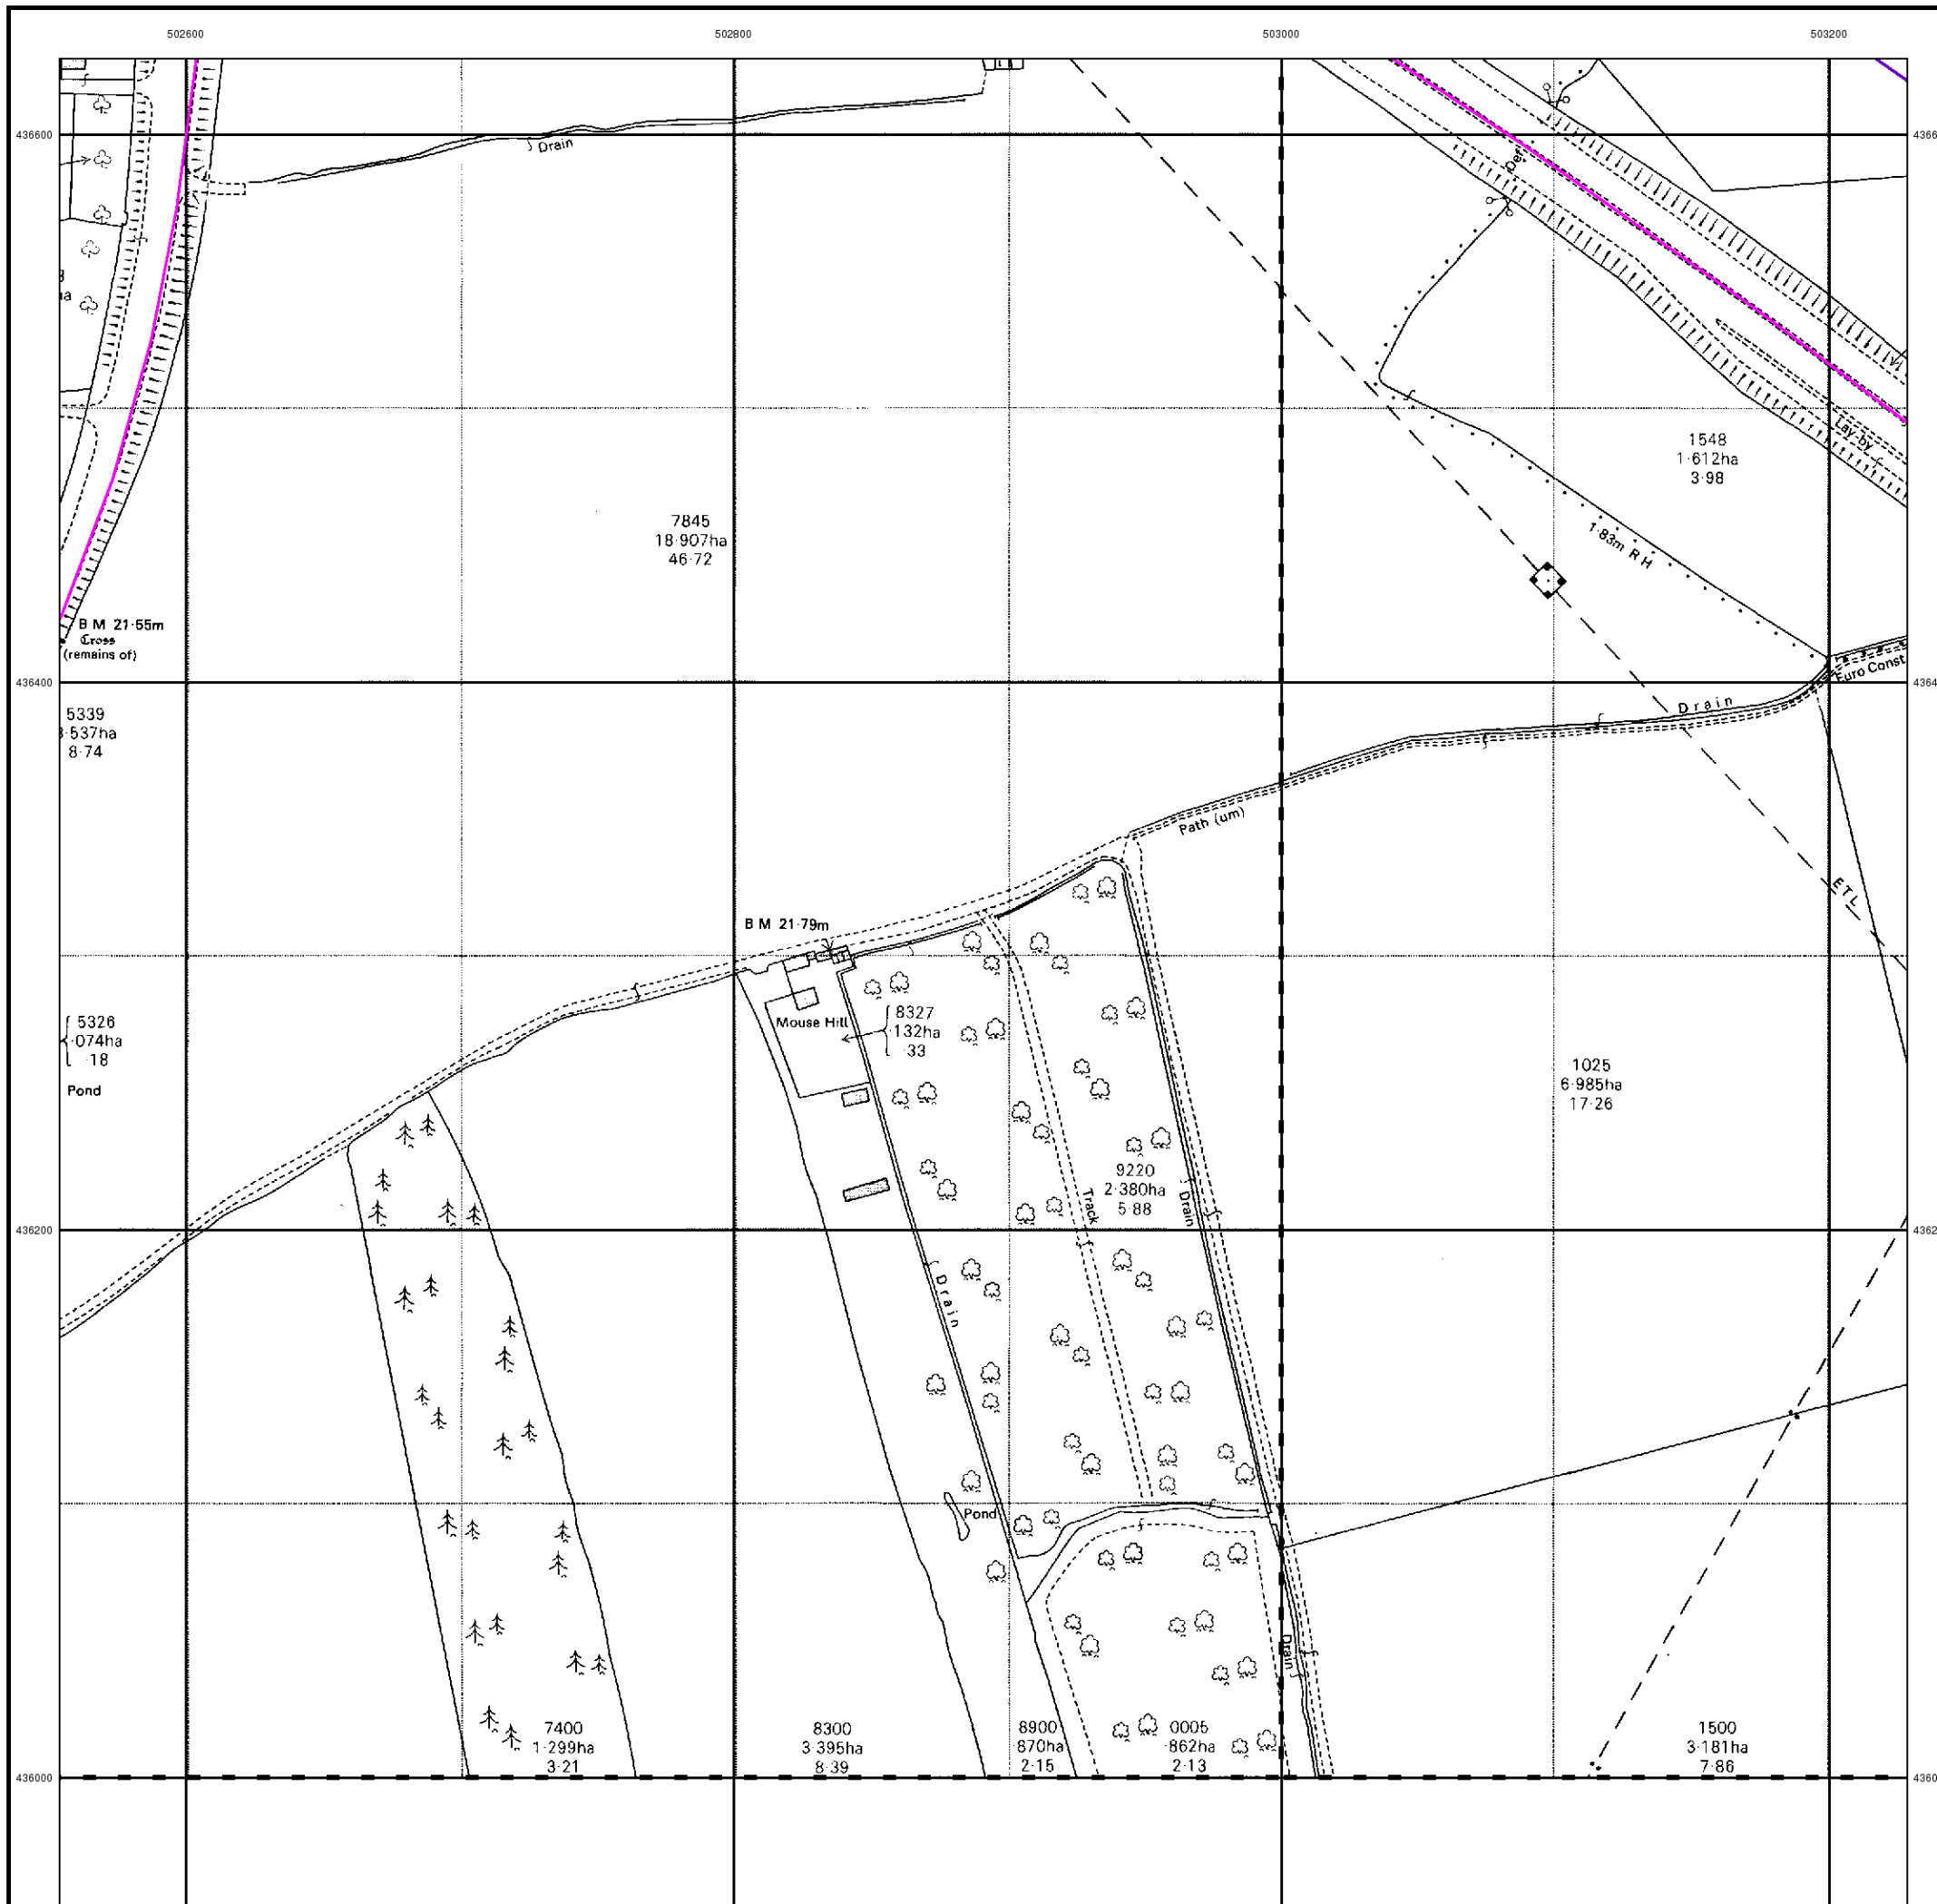 502600
502800
503000
503200
436600
Drain
Def
7845
18·907ha
46·72
1548
1·612ha
3·98
Lay-by
1·83m RH
B M 21·55m
Cross
(remains of)
Euro Const
436400
5339
8·74
Drain
Path (um)
ETL
B M 21·79m
Mouse Hill
8327
·132ha
·33
5326
·074ha
·18
Pond
1025
6·985ha
17·26
9220
2·380ha
5·88
Track
Drain
436200
Drain
Pond
Drain
7400
1·299ha
3·21
8300
3·395ha
8·39
8900
·870ha
2·15
0005
·862ha
2·13
1500
3·181ha
7·86
436000